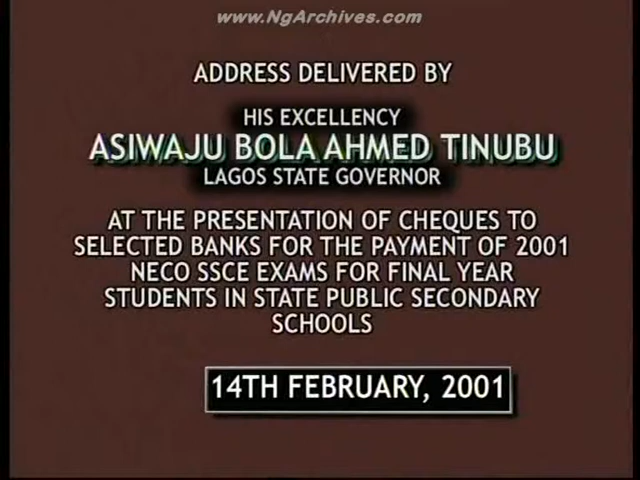 www.NgArchives.com
ADDRESS DELIVERED BY
HIS EXCELLENCY
ASIWAJU BOLA AHMED TINUBU
LAGOS STATE GOVERNOR
AT THE PRESENTATION OF CHEQUES TO
SELECTED BANKS FOR THE PAYMENT OF 2001
NECO SSCE EXAMS FOR FINAL YEAR
STUDENTS IN STATE PUBLIC SECONDARY
SCHOOLS
14TH FEBRUARY, 2001